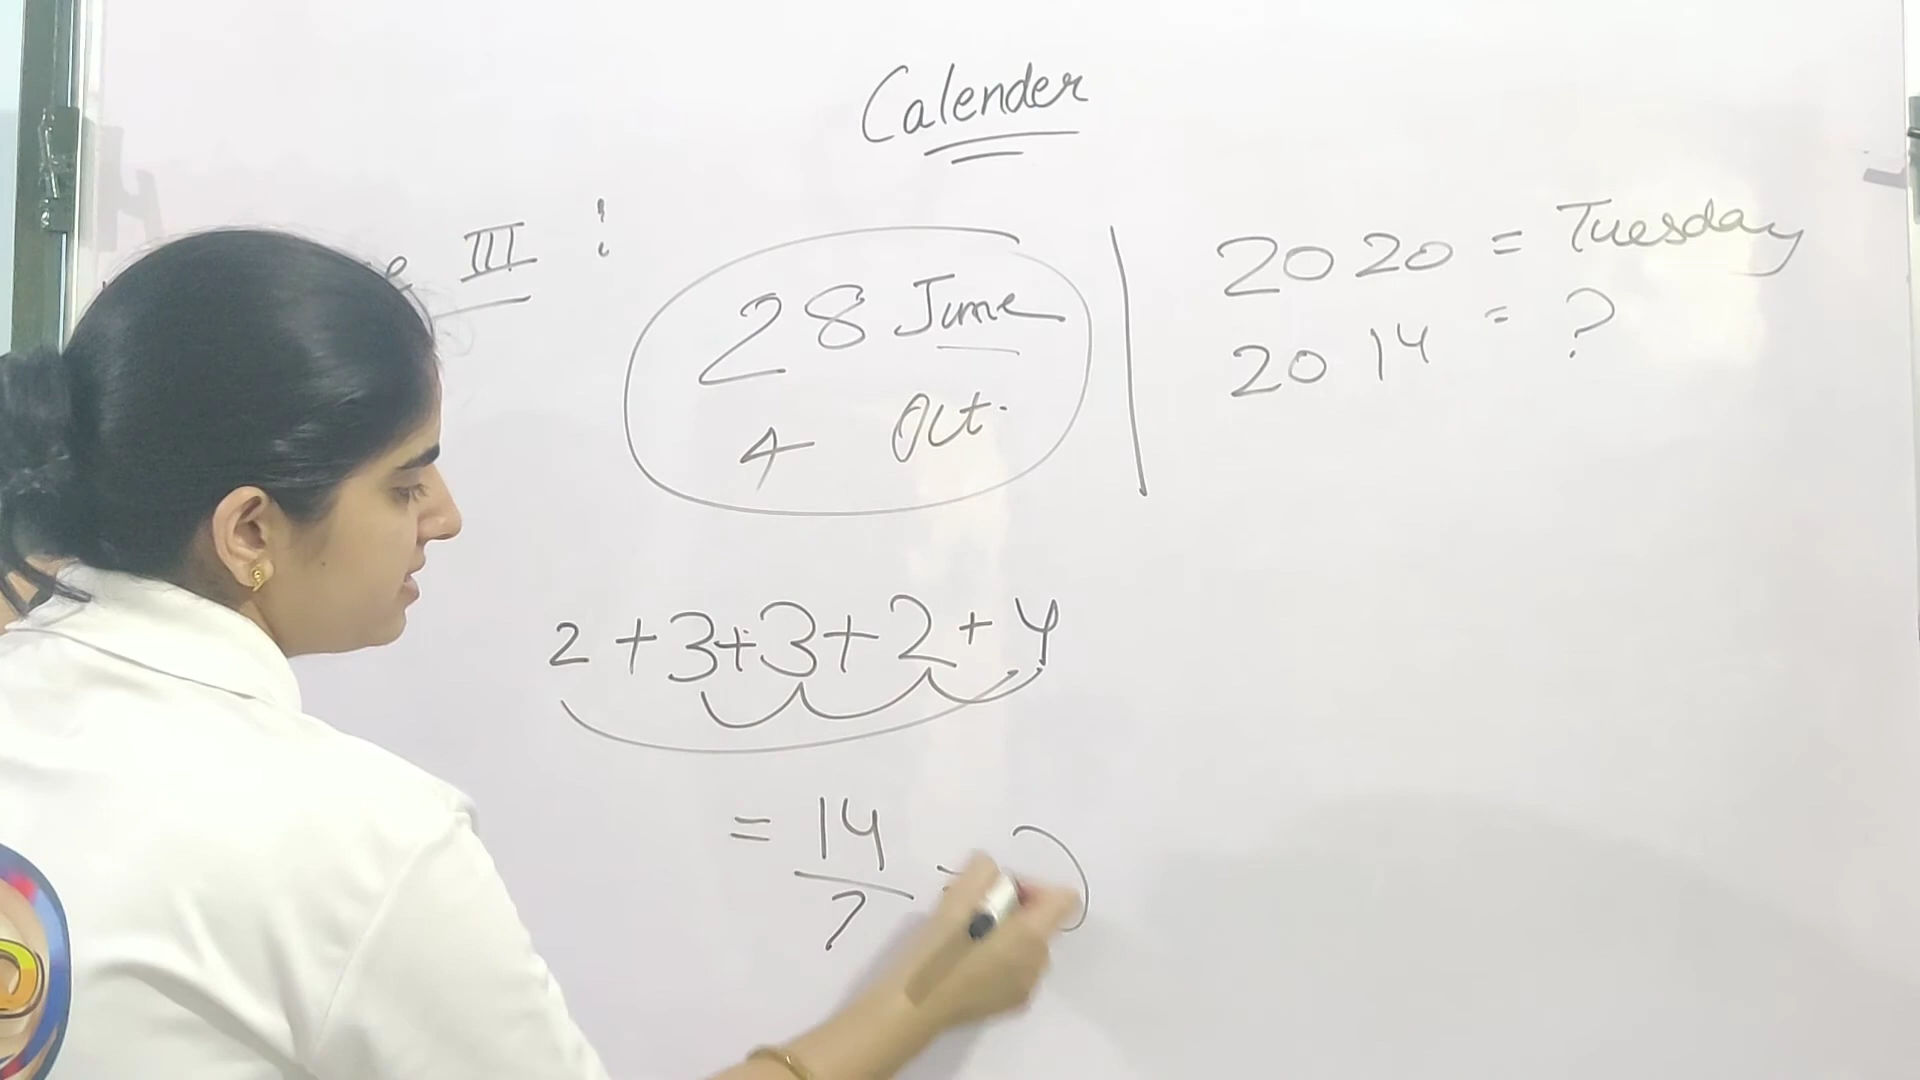 Calender
III :
28 June
4 Oct.
2020 = Tuesday
2014 = ?
2+3+3+2+4
= 14/7 =